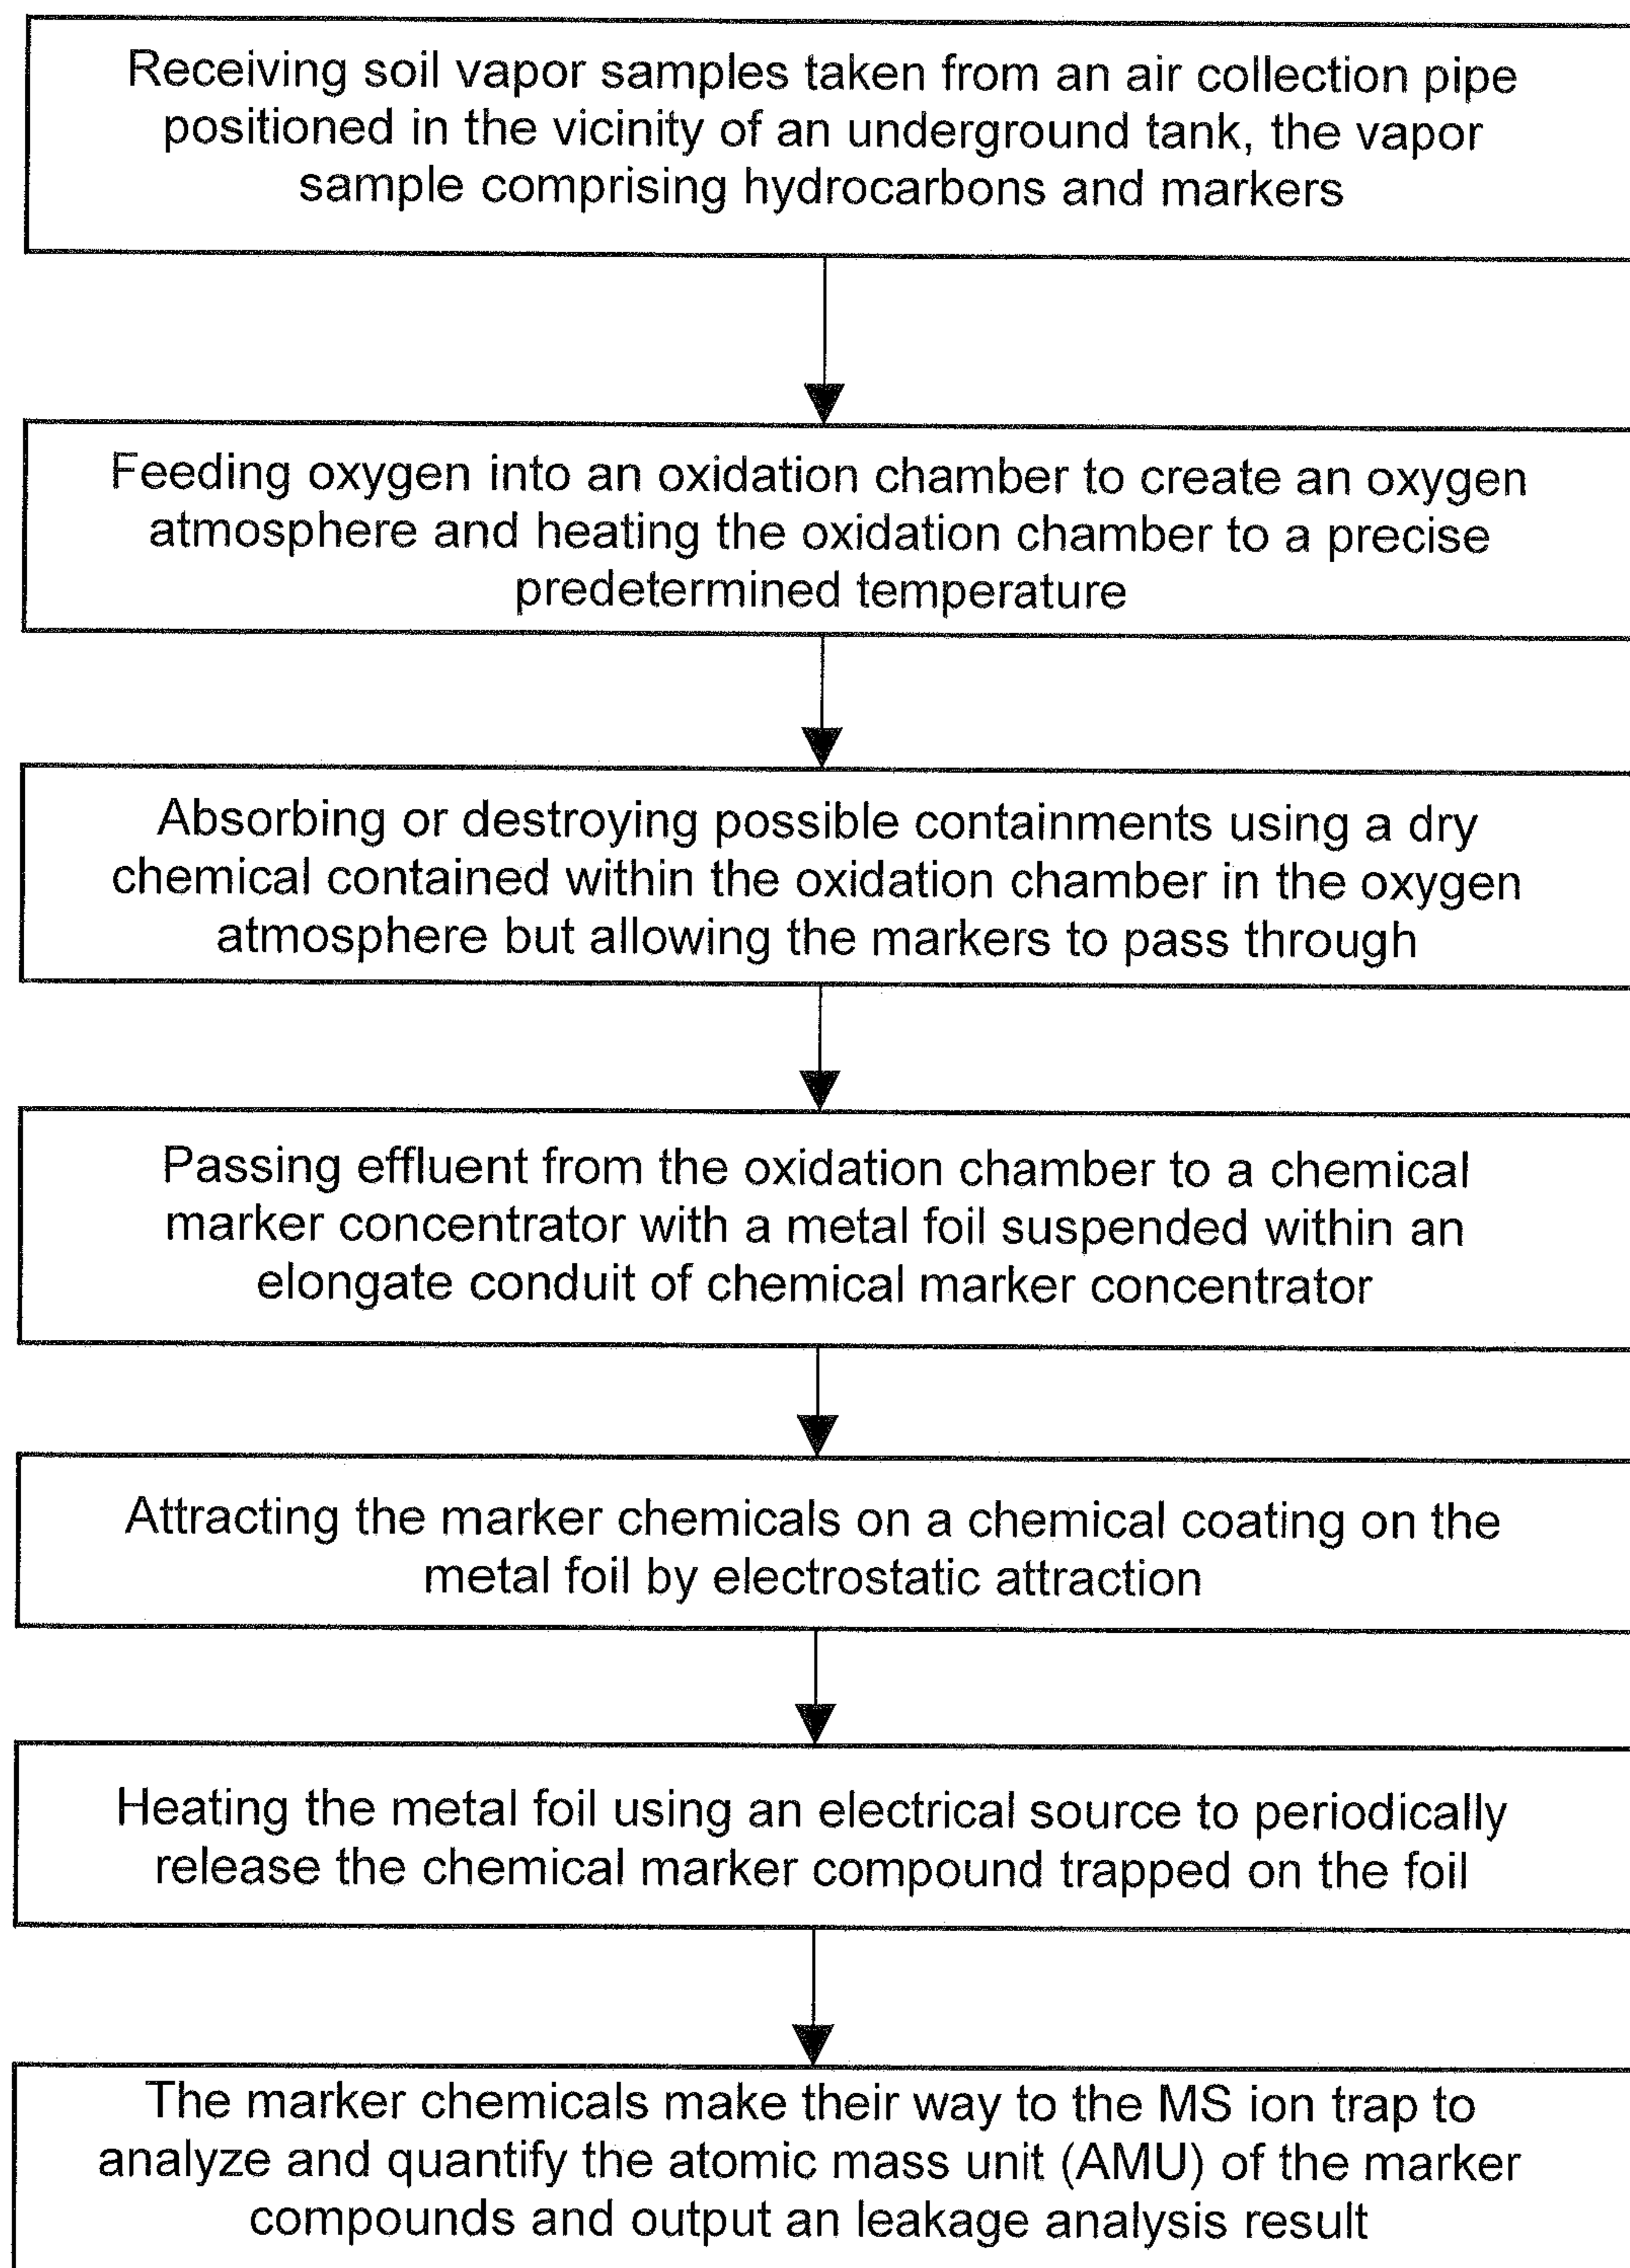 Receiving soil vapor samples taken from an air collection pipe
positioned in the vicinity of an underground tank, the vapor
sample comprising hydrocarbons and markers
Feeding oxygen into an oxidation chamber to create an oxygen
atmosphere and heating the oxidation chamber to a precise
predetermined temperature
Absorbing or destroying possible containments using a dry
chemical contained within the oxidation chamber in the oxygen
atmosphere but allowing the markers to pass through
Passing effluent from the oxidation chamber to a chemical
marker concentrator with a metal foil suspended within an
elongate conduit of chemical marker concentrator
Attracting the marker chemicals on a chemical coating on the
metal foil by electrostatic attraction
Heating the metal foil using an electrical source to periodically
release the chemical marker compound trapped on the foil
The marker chemicals make their way to the MS ion trap to
analyze and quantify the atomic mass unit (AMU) of the marker
compounds and output an leakage analysis result